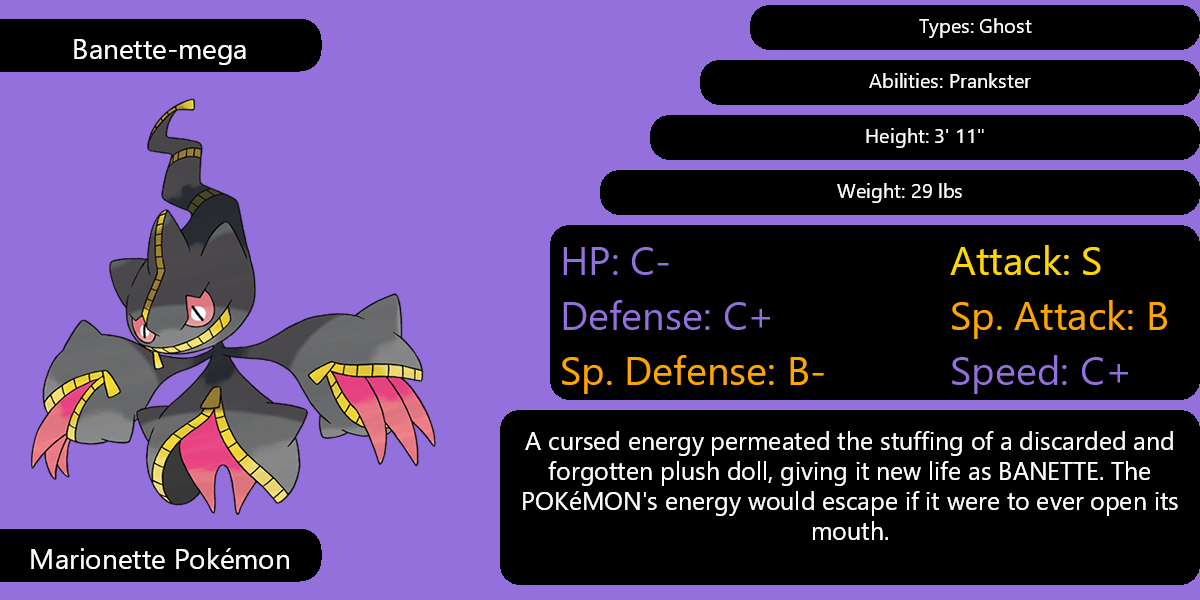 Banette-mega
Types: Ghost
Abilities: Prankster
Height: 3' 11"
Weight: 29 lbs
HP: C-
Attack: S
Defense: C+
Sp. Attack: B
Sp. Defense: B-
Speed: C+
A cursed energy permeated the stuffing of a discarded and
forgotten plush doll, giving it new life as BANETTE. The
POKéMON's energy would escape if it were to ever open its
mouth.
Marionette Pokémon